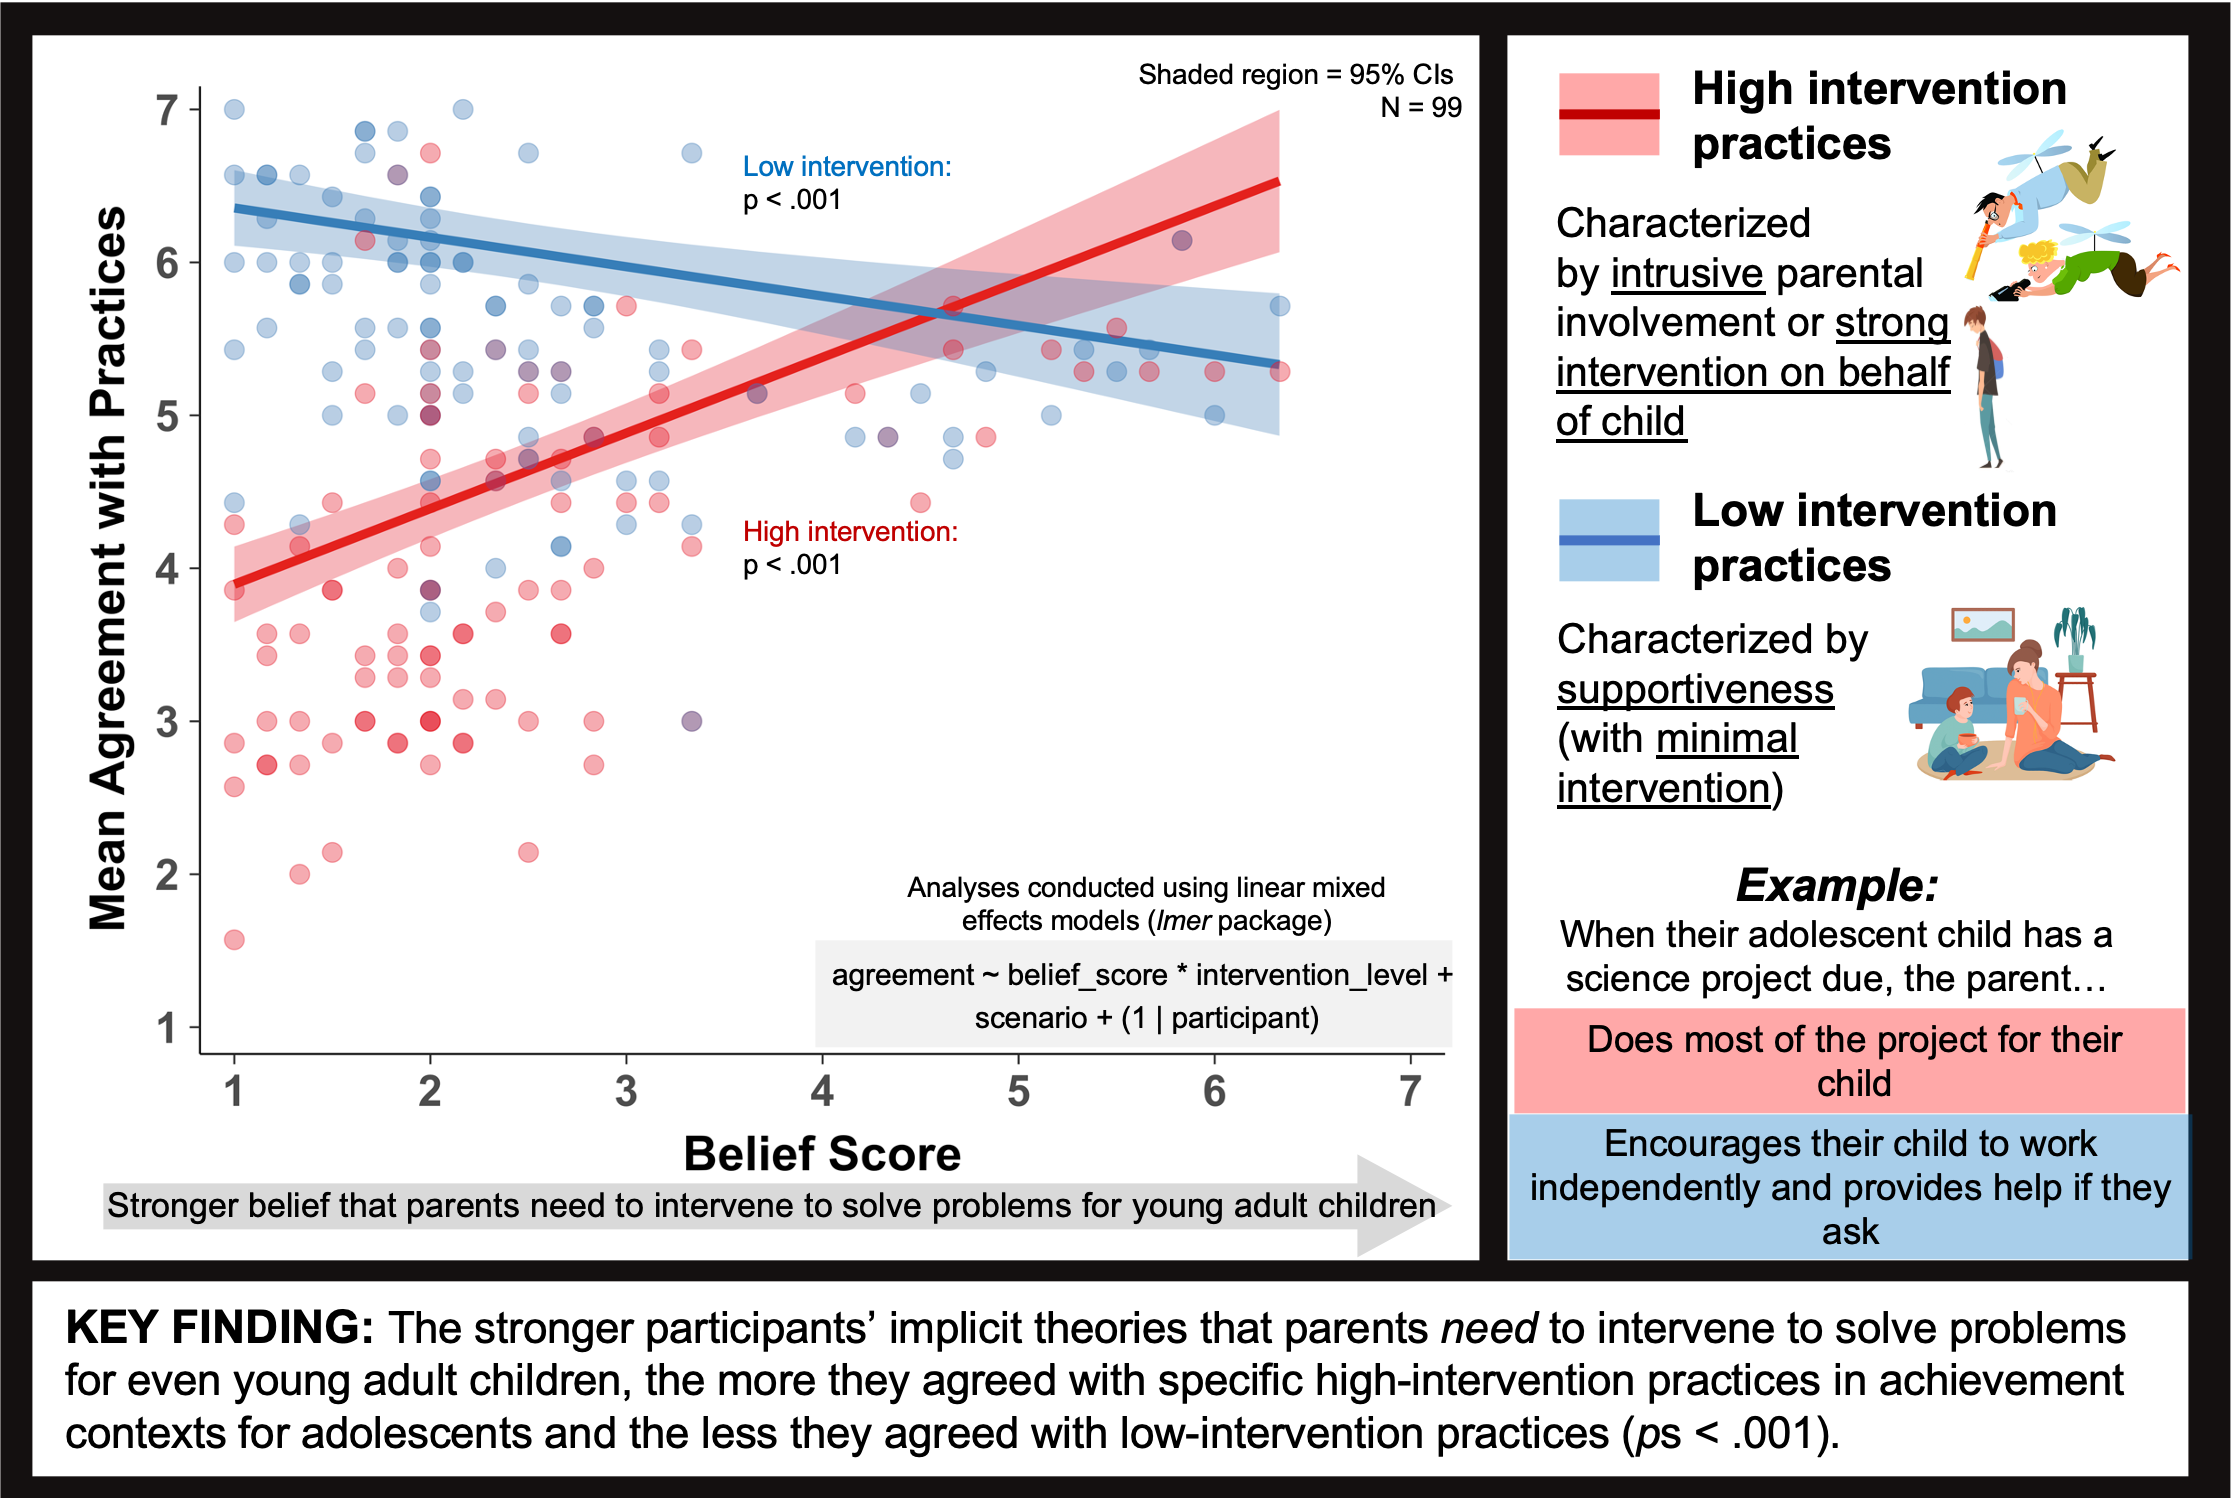 Shaded region = 95% CIs
N = 99
Low intervention:
p < .001
High intervention:
p < .001
Mean Agreement with Practices
7
6
5
4
3
2
1
Analyses conducted using linear mixed
effects models (lmer package)
agreement ~ belief_score * intervention_level +
scenario + (1 | participant)
1 2 3 4 5 6 7
Belief Score
Stronger belief that parents need to intervene to solve problems for young adult children
High intervention
practices
Characterized
by intrusive parental
involvement or strong
intervention on behalf
of child
Low intervention
practices
Characterized by
supportiveness
(with minimal
intervention)
Example:
When their adolescent child has a
science project due, the parent…
Does most of the project for their
child
Encourages their child to work
independently and provides help if they
ask
KEY FINDING: The stronger participants’ implicit theories that parents need to intervene to solve problems
for even young adult children, the more they agreed with specific high-intervention practices in achievement
contexts for adolescents and the less they agreed with low-intervention practices (ps < .001).